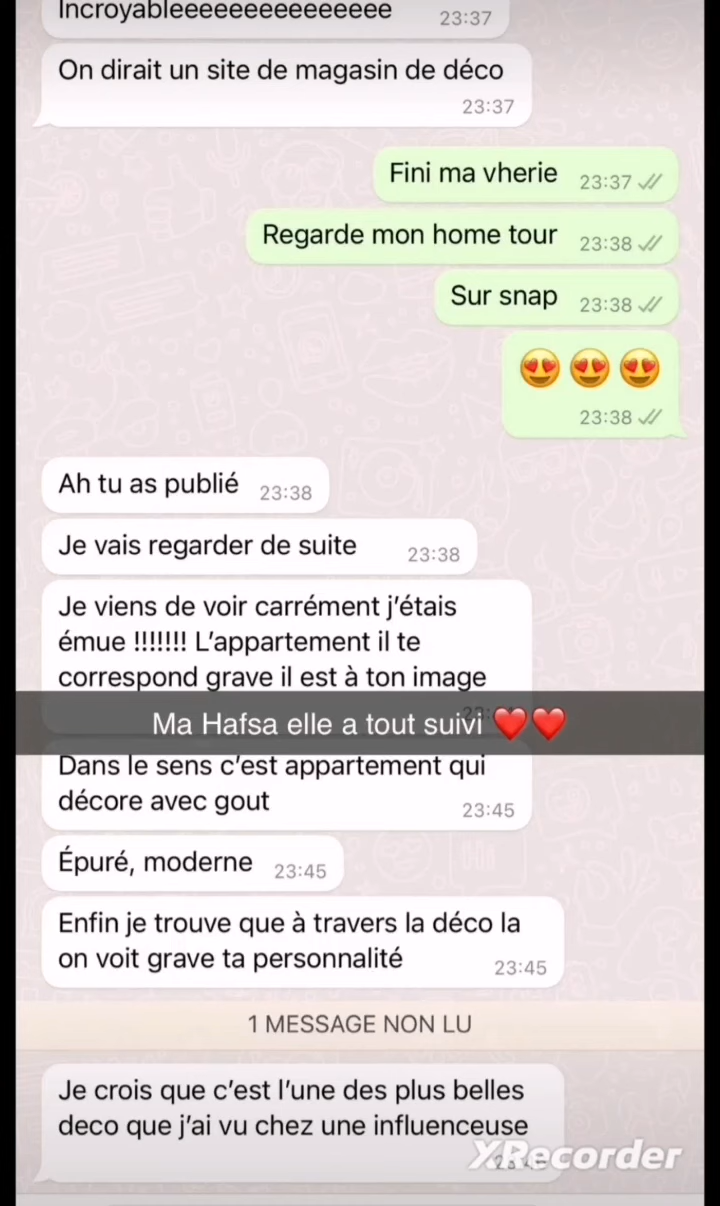 Incroyableeeeeeeeeeeeeeee 23:37
On dirait un site de magasin de déco
23:37
Fini ma vherie 23:37
Regarde mon home tour 23:38
Sur snap 23:38
😍😍😍
23:38
Ah tu as publié 23:38
Je vais regarder de suite 23:38
Je viens de voir carrément j’étais
émue !!!!!!! L’appartement il te
correspond grave il est à ton image
Ma Hafsa elle a tout suivi ❤️❤️
Dans le sens c’est appartement qui
décore avec gout
23:45
Épuré, moderne 23:45
Enfin je trouve que à travers la déco la
on voit grave ta personnalité
23:45
1 MESSAGE NON LU
Je crois que c’est l’une des plus belles
deco que j’ai vu chez une influenceuse
XRecorder